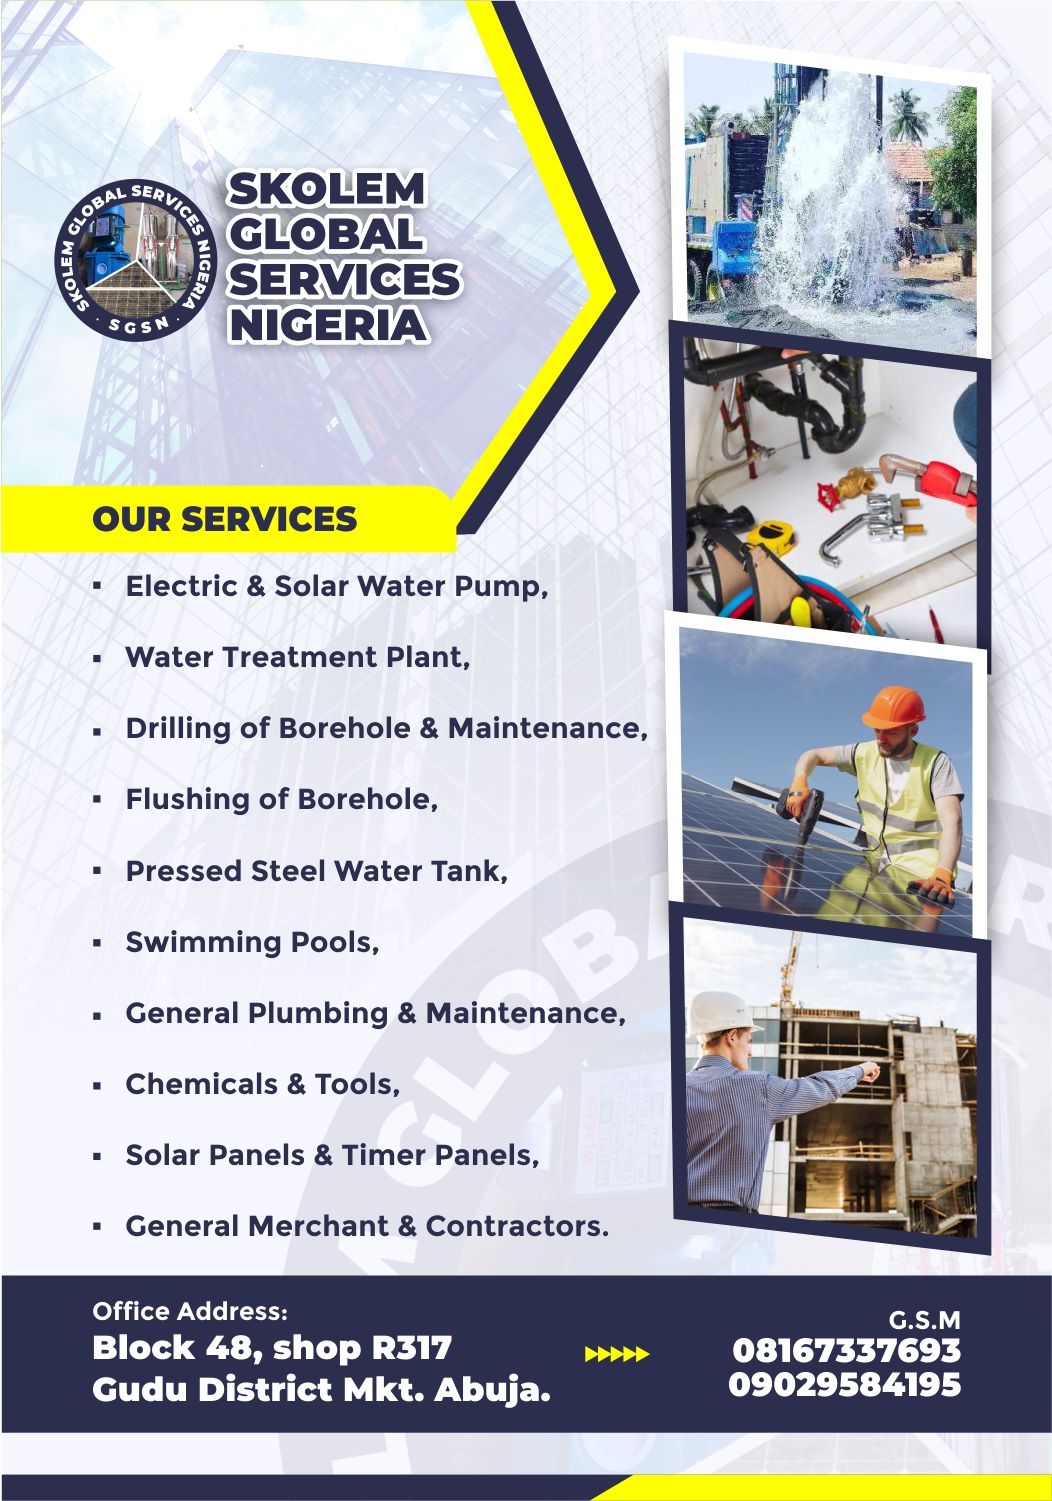 SKOLEM GLOBAL SERVICES NIGERIA
· SGSN ·
SKOLEM
GLOBAL
SERVICES
NIGERIA
OUR SERVICES
▪ Electric & Solar Water Pump,
▪ Water Treatment Plant,
▪ Drilling of Borehole & Maintenance,
▪ Flushing of Borehole,
▪ Pressed Steel Water Tank,
▪ Swimming Pools,
▪ General Plumbing & Maintenance,
▪ Chemicals & Tools,
▪ Solar Panels & Timer Panels,
▪ General Merchant & Contractors.
Office Address:
Block 48, shop R317
Gudu District Mkt. Abuja.
G.S.M
08167337693
09029584195